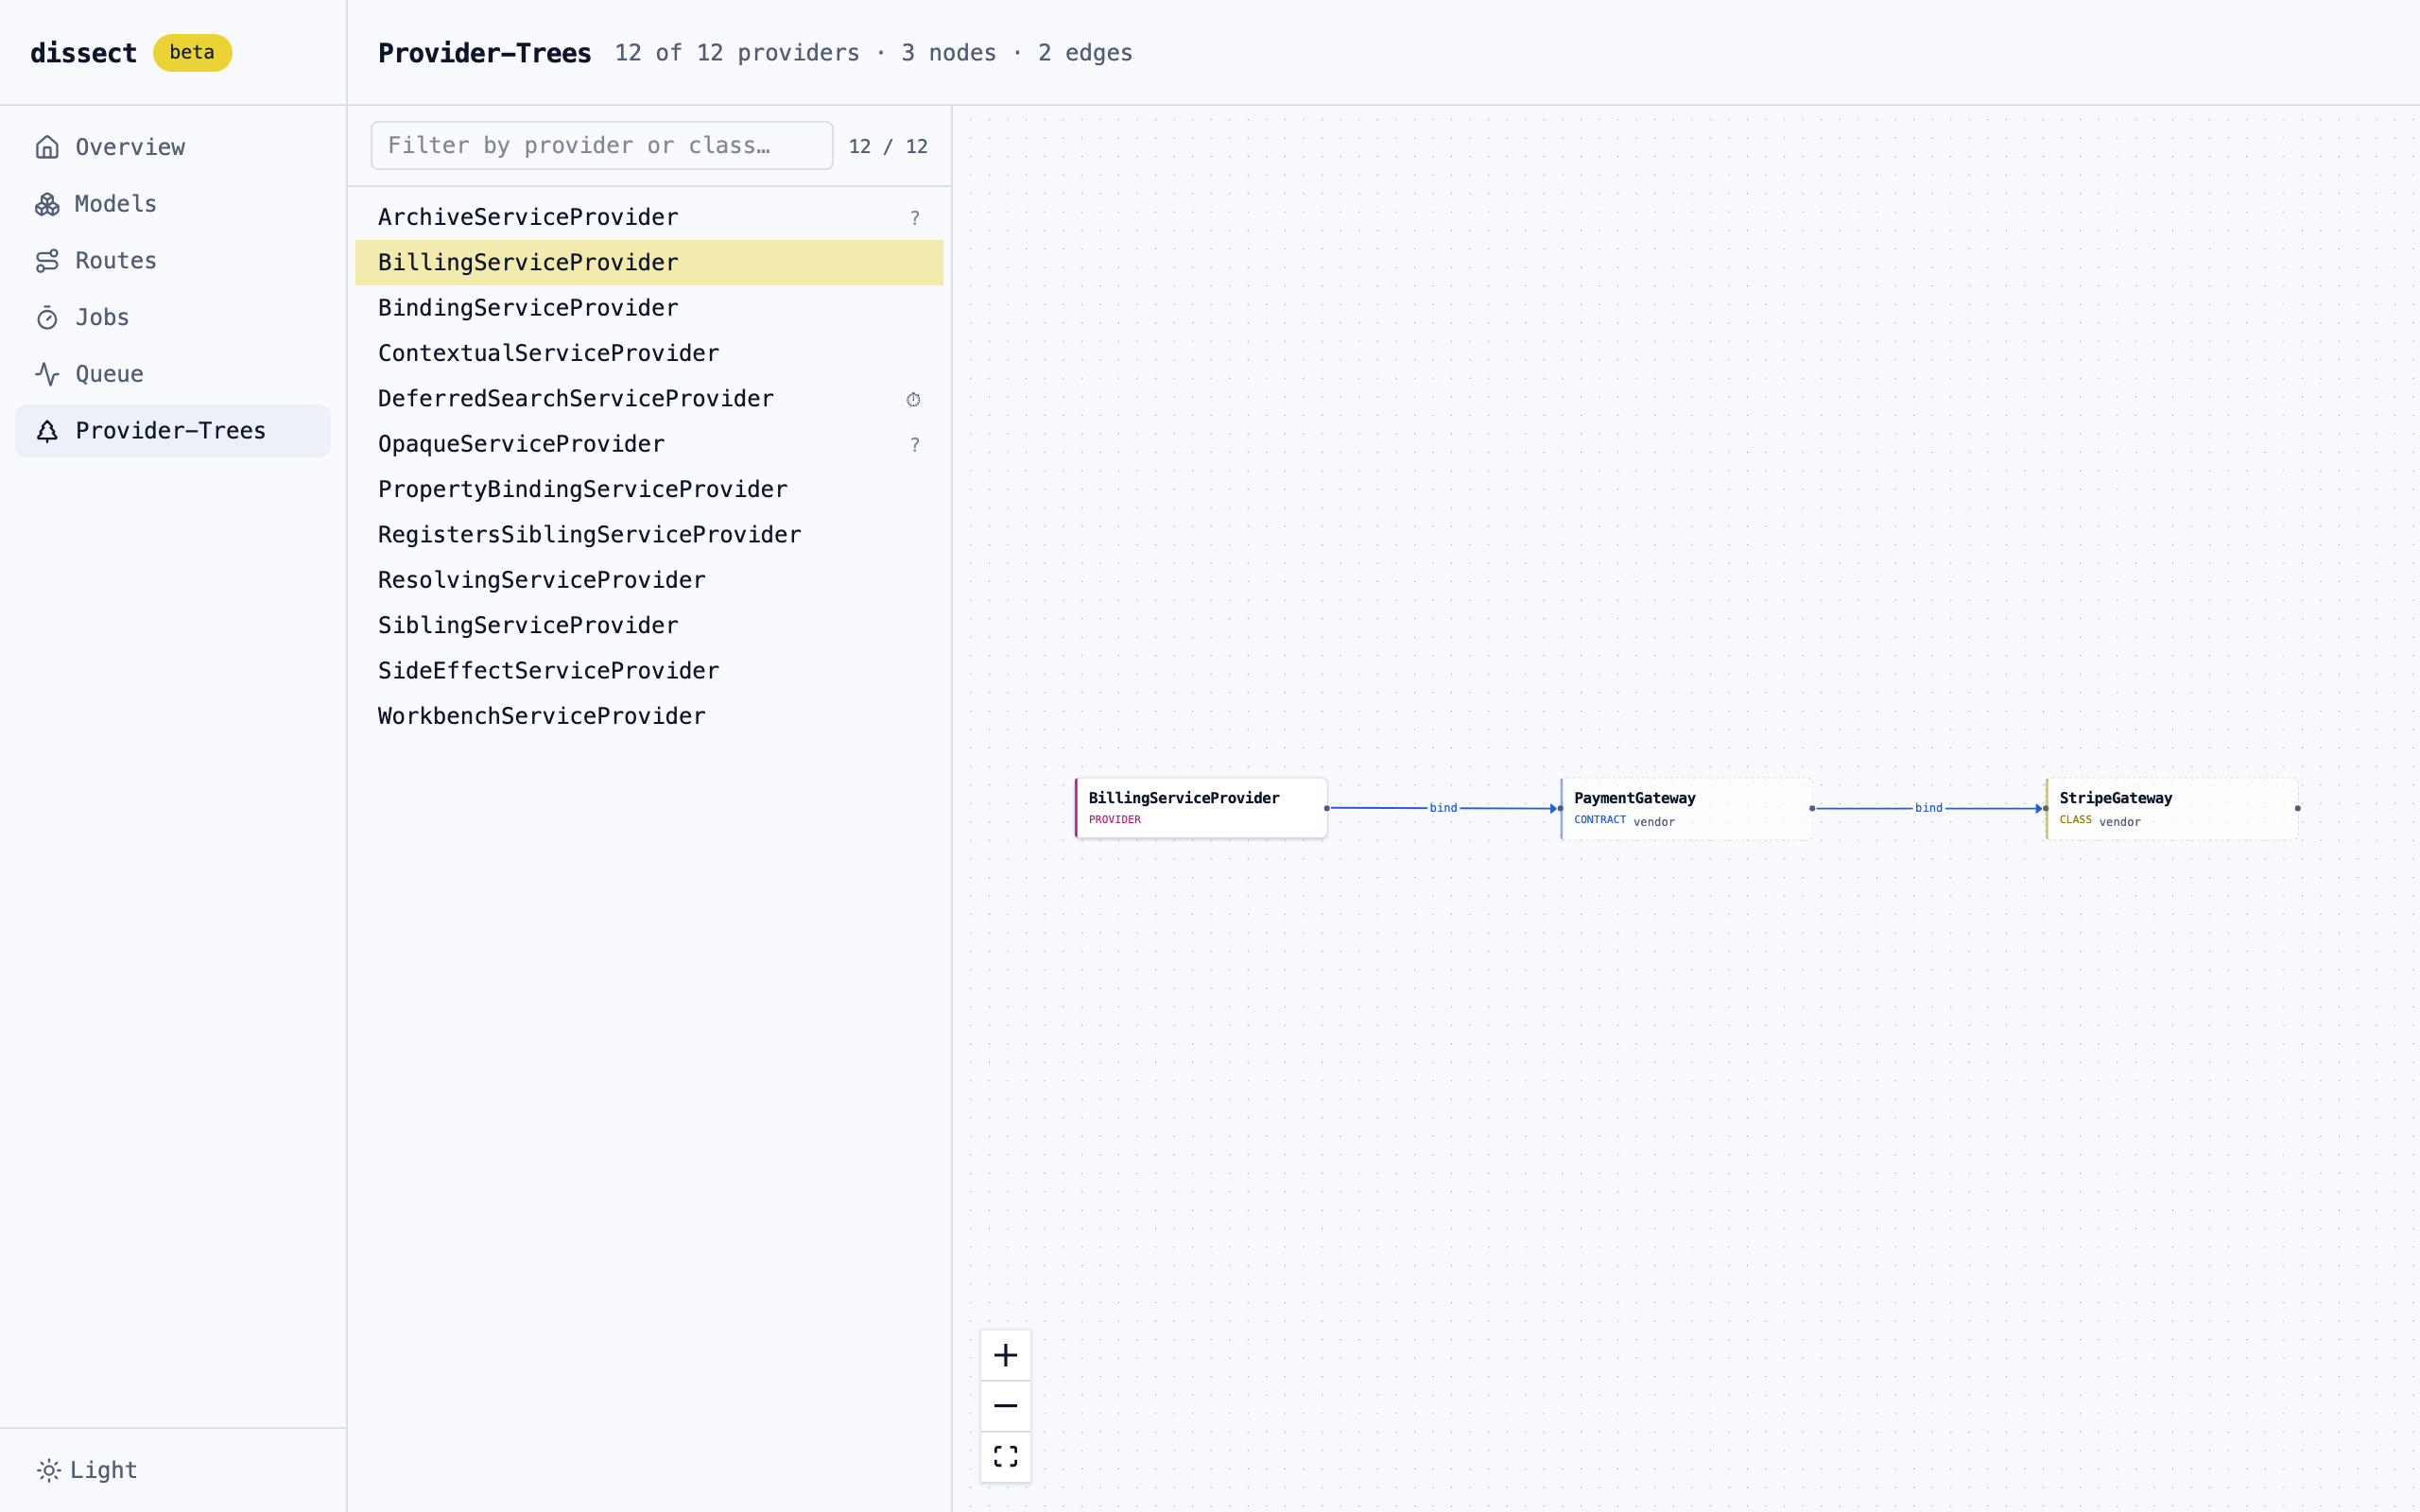 dissect beta
Provider-Trees 12 of 12 providers · 3 nodes · 2 edges
Overview
Models
Routes
Jobs
Queue
Provider-Trees
Light
Filter by provider or class… 12 / 12
ArchiveServiceProvider ?
BillingServiceProvider
BindingServiceProvider
ContextualServiceProvider
DeferredSearchServiceProvider ⏱
OpaqueServiceProvider ?
PropertyBindingServiceProvider
RegistersSiblingServiceProvider
ResolvingServiceProvider
SiblingServiceProvider
SideEffectServiceProvider
WorkbenchServiceProvider
BillingServiceProvider
PROVIDER
bind
PaymentGateway
CONTRACT vendor
bind
StripeGateway
CLASS vendor